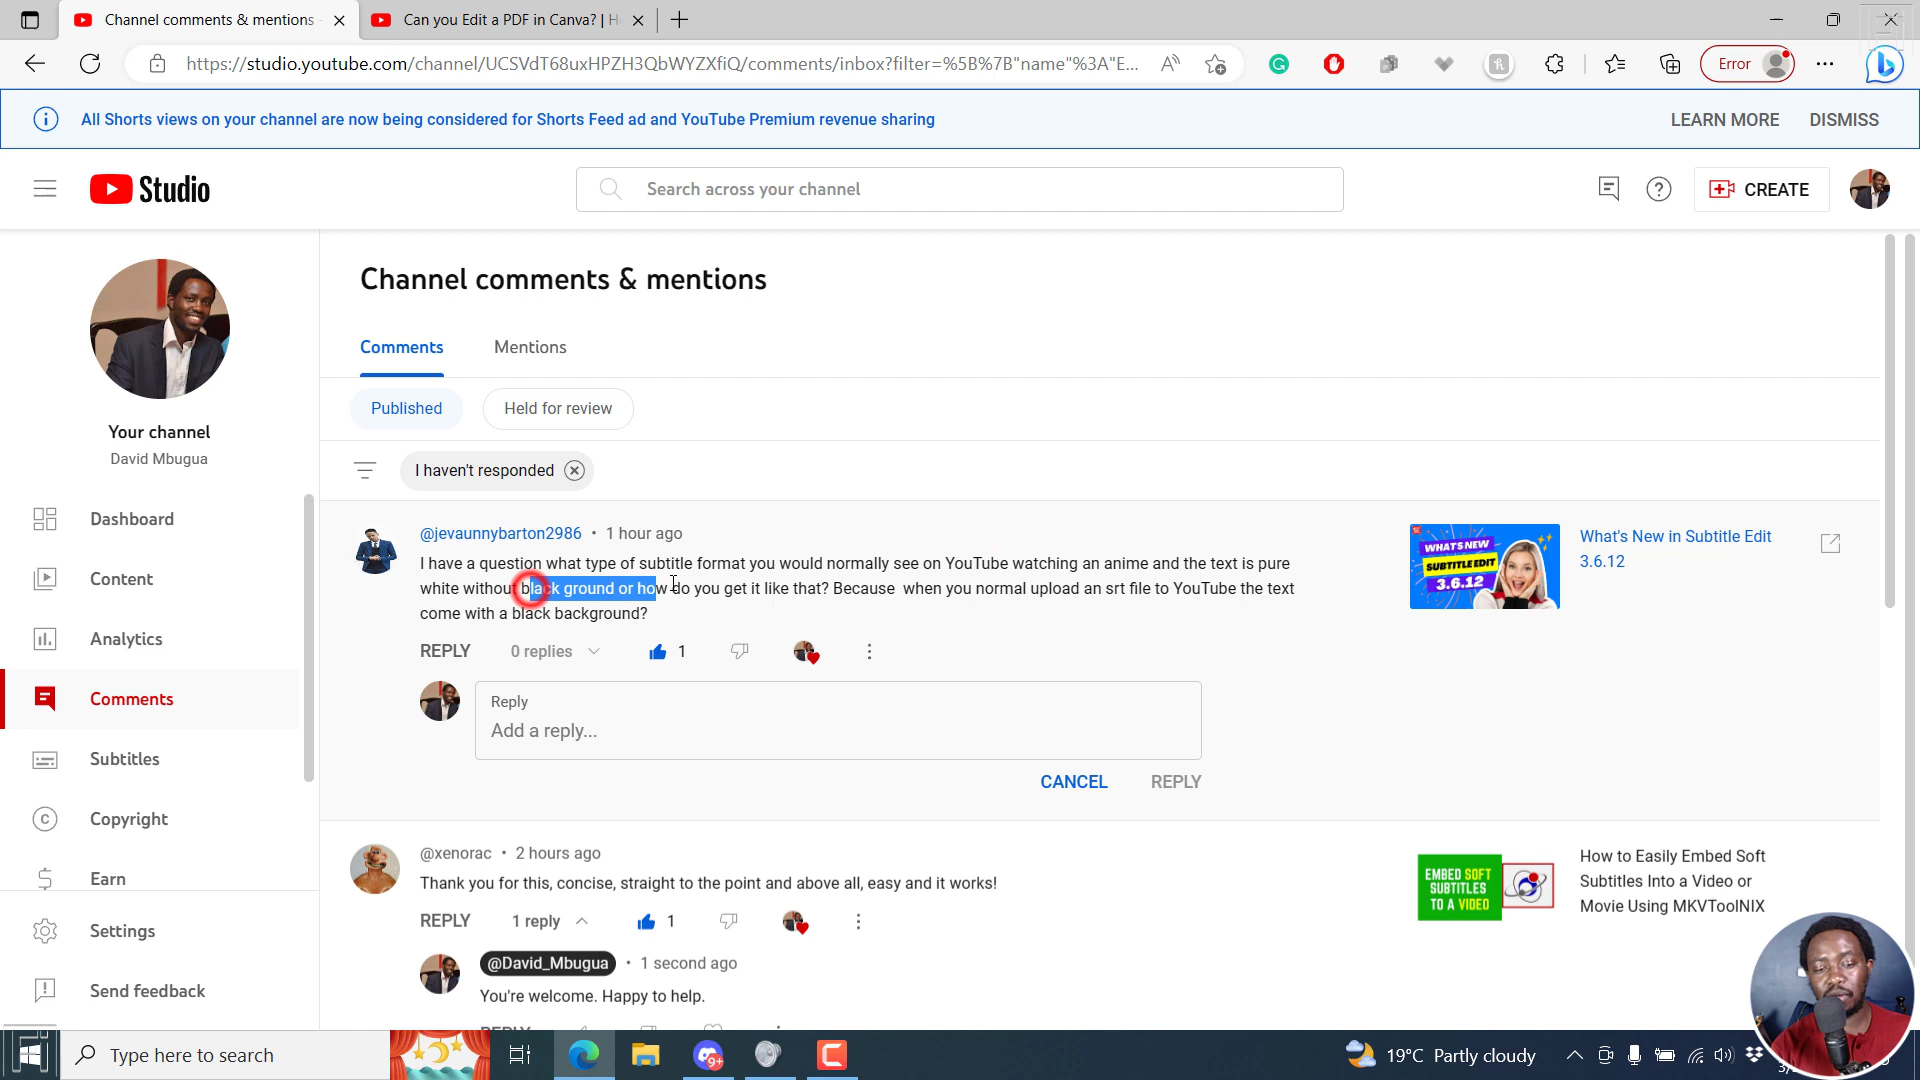 Channel comments & mentions
Can you Edit a PDF in Canva? | H
https://studio.youtube.com/channel/UCSVdT68uxHPZH3QbWYZXfiQ/comments/inbox?filter=%5B%7B"name"%3A"E...
Error
All Shorts views on your channel are now being considered for Shorts Feed ad and YouTube Premium revenue sharing
LEARN MORE
DISMISS
Studio
Search across your channel
CREATE
Channel comments & mentions
Comments
Mentions
Published
Held for review
I haven't responded
Your channel
David Mbugua
Dashboard
Content
Analytics
Comments
Subtitles
Copyright
Earn
Settings
Send feedback
@jevaunnybarton2986 • 1 hour ago
I have a question what type of subtitle format you would normally see on YouTube watching an anime and the text is pure
white without black ground or how do you get it like that? Because when you normal upload an srt file to YouTube the text
come with a black background?
REPLY
0 replies
1
WHAT'S NEW
SUBTITLE EDIT
3.6.12
What's New in Subtitle Edit
3.6.12
Reply
Add a reply...
CANCEL
REPLY
@xenorac • 2 hours ago
Thank you for this, concise, straight to the point and above all, easy and it works!
REPLY
1 reply
1
EMBED SOFT
SUBTITLES
TO A VIDEO
How to Easily Embed Soft
Subtitles Into a Video or
Movie Using MKVToolNIX
@David_Mbugua • 1 second ago
You're welcome. Happy to help.
REPLY
Type here to search
9+
19°C Partly cloudy